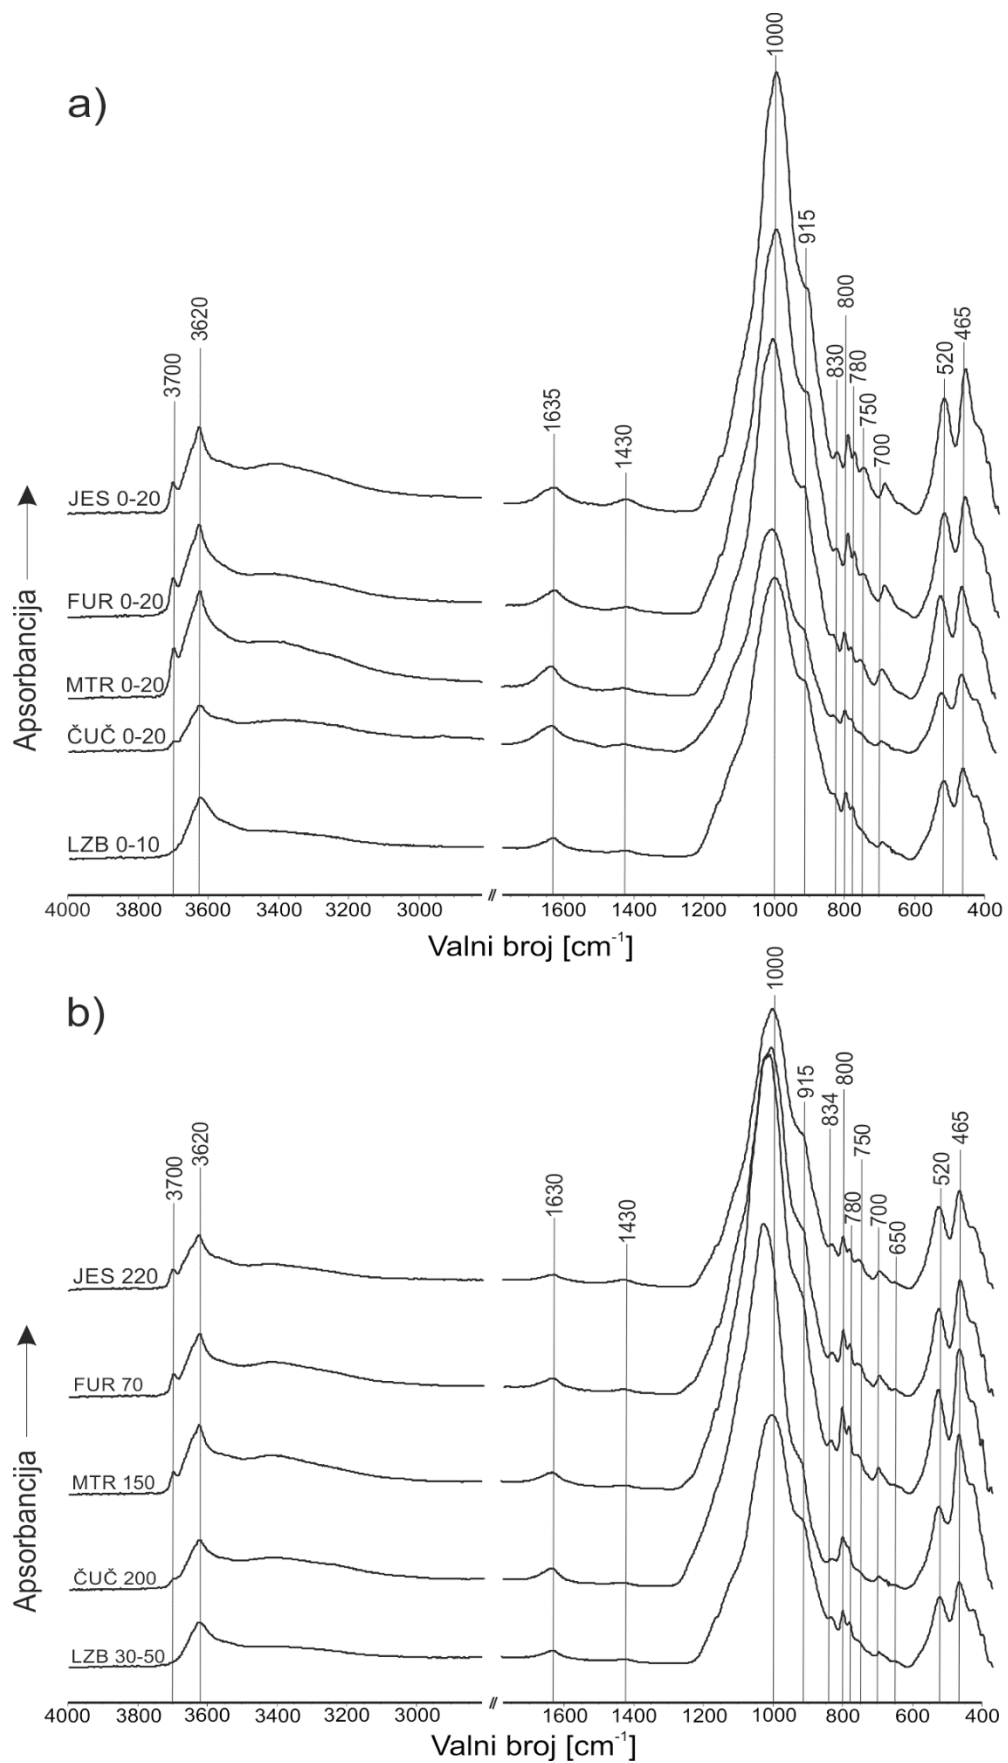 a)
1000
915
800
830
780
750
700
520
465
3700
3620
1635
1430
JES 0-20
FUR 0-20
MTR 0-20
ČUČ 0-20
LZB 0-10
Apsorbancija
4000 3800 3600 3400 3200 3000 // 1600 1400 1200 1000 800 600 400
Valni broj [cm⁻¹]
b)
1000
915
834
800
780
750
700
650
520
465
3700
3620
1630
1430
JES 220
FUR 70
MTR 150
ČUČ 200
LZB 30-50
Apsorbancija
4000 3800 3600 3400 3200 3000 // 1600 1400 1200 1000 800 600 400
Valni broj [cm⁻¹]